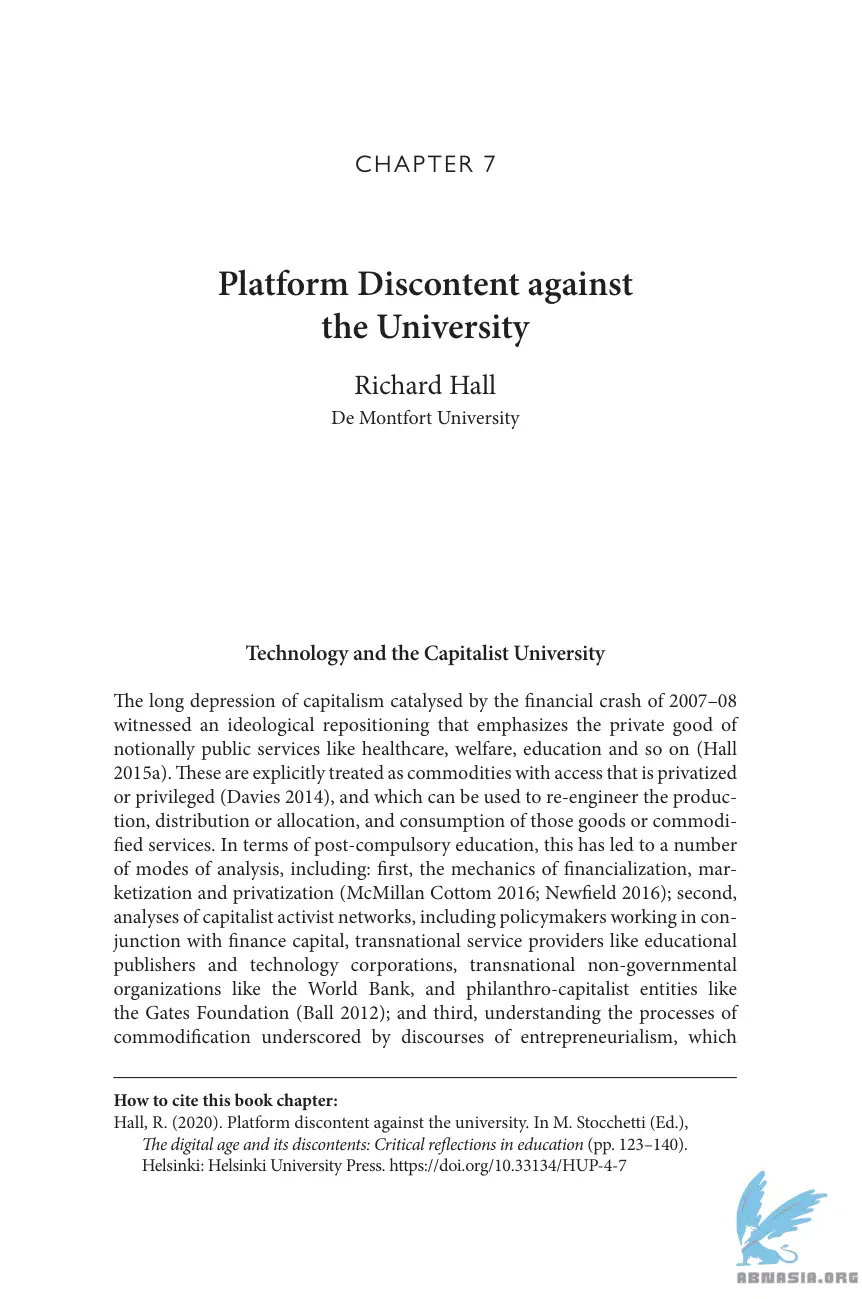 CHAPTER 7
Platform Discontent against
the University
Richard Hall
De Montfort University
Technology and the Capitalist University
The long depression of capitalism catalysed by the financial crash of 2007–08
witnessed an ideological repositioning that emphasizes the private good of
notionally public services like healthcare, welfare, education and so on (Hall
2015a). These are explicitly treated as commodities with access that is privatized
or privileged (Davies 2014), and which can be used to re-engineer the produc-
tion, distribution or allocation, and consumption of those goods or commodi-
fied services. In terms of post-compulsory education, this has led to a number
of modes of analysis, including: first, the mechanics of financialization, mar-
ketization and privatization (McMillan Cottom 2016; Newfield 2016); second,
analyses of capitalist activist networks, including policymakers working in con-
junction with finance capital, transnational service providers like educational
publishers and technology corporations, transnational non-governmental
organizations like the World Bank, and philanthro-capitalist entities like
the Gates Foundation (Ball 2012); and third, understanding the processes of
commodification underscored by discourses of entrepreneurialism, which
How to cite this book chapter:
Hall, R. (2020). Platform discontent against the university. In M. Stocchetti (Ed.),
The digital age and its discontents: Critical reflections in education (pp. 123–140).
Helsinki: Helsinki University Press. https://doi.org/10.33134/HUP-4-7
ABNASIA.ORG